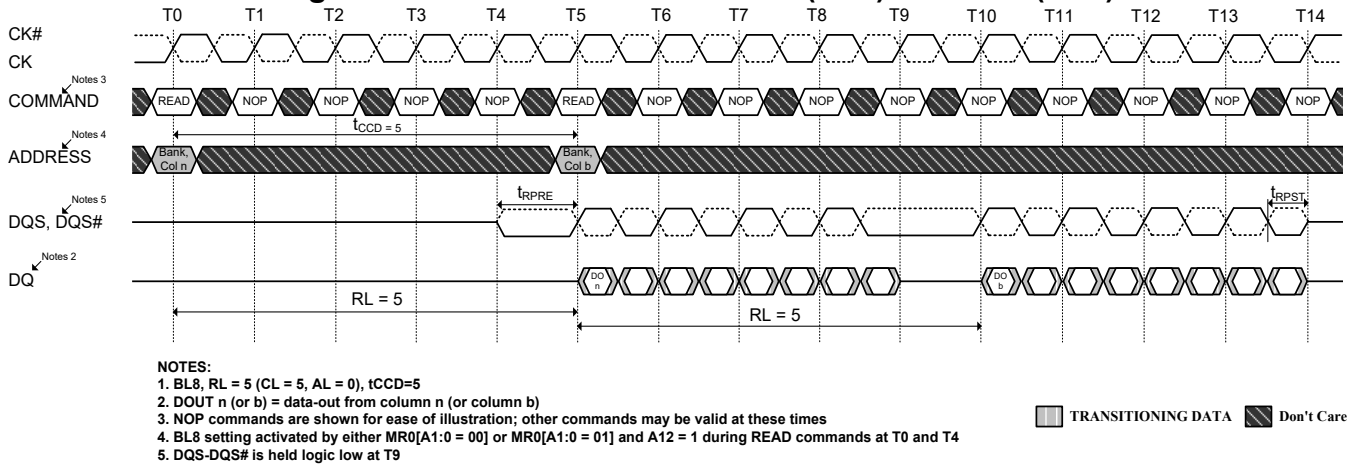 T0 T1 T2 T3 T4 T5 T6 T7 T8 T9 T10 T11 T12 T13 T14
CK#
CK
Notes 3
COMMAND READ NOP NOP NOP NOP READ NOP NOP NOP NOP NOP NOP NOP NOP NOP
tCCD = 5
Notes 4
ADDRESS
Bank, Col n
Bank, Col b
tRPRE
tRPST
Notes 5
DQS, DQS#
Notes 2
DQ
DO n
DO b
RL = 5
RL = 5
NOTES:
1. BL8, RL = 5 (CL = 5, AL = 0), tCCD=5
2. DOUT n (or b) = data-out from column n (or column b)
3. NOP commands are shown for ease of illustration; other commands may be valid at these times
4. BL8 setting activated by either MR0[A1:0 = 00] or MR0[A1:0 = 01] and A12 = 1 during READ commands at T0 and T4
5. DQS-DQS# is held logic low at T9
TRANSITIONING DATA
Don't Care